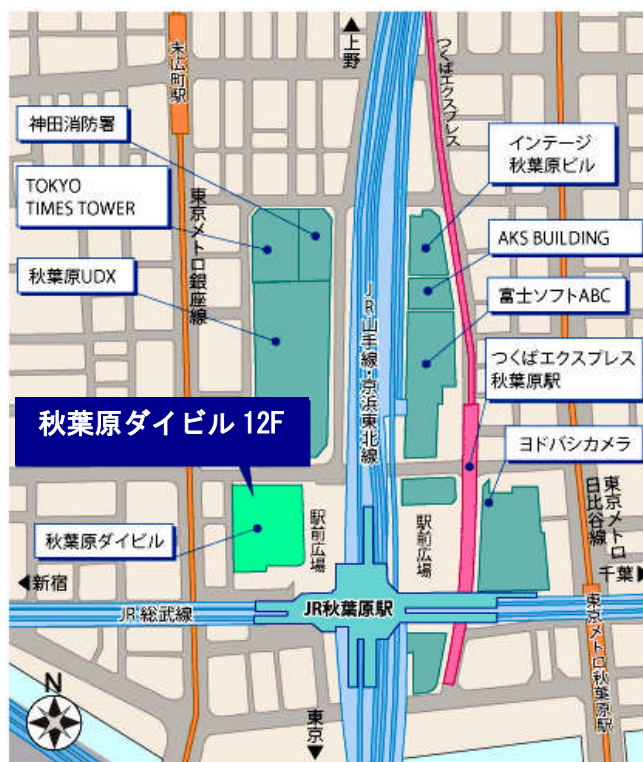 末広町駅
上野
つくばエクスプレス
神田消防署
インテージ
秋葉原ビル
TOKYO
TIMES TOWER
東京メトロ銀座線
AKS BUILDING
秋葉原UDX
JR山手線・京浜東北線
富士ソフトABC
つくばエクスプレス
秋葉原駅
秋葉原ダイビル 12F
ヨドバシカメラ
東京メトロ
日比谷線
駅前広場
駅前広場
秋葉原ダイビル
新宿
千葉
JR総武線
JR秋葉原駅
東京メトロ秋葉原駅
N
東京